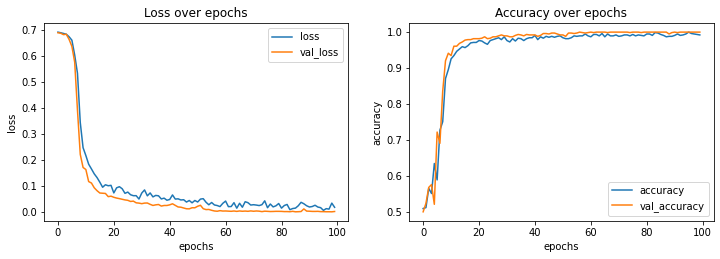 Loss over epochs
0.7
0.6
0.5
0.4
0.3
0.2
0.1
0.0
loss
loss
val_loss
0 20 40 60 80 100
epochs
Accuracy over epochs
1.0
0.9
0.8
0.7
0.6
0.5
accuracy
accuracy
val_accuracy
0 20 40 60 80 100
epochs